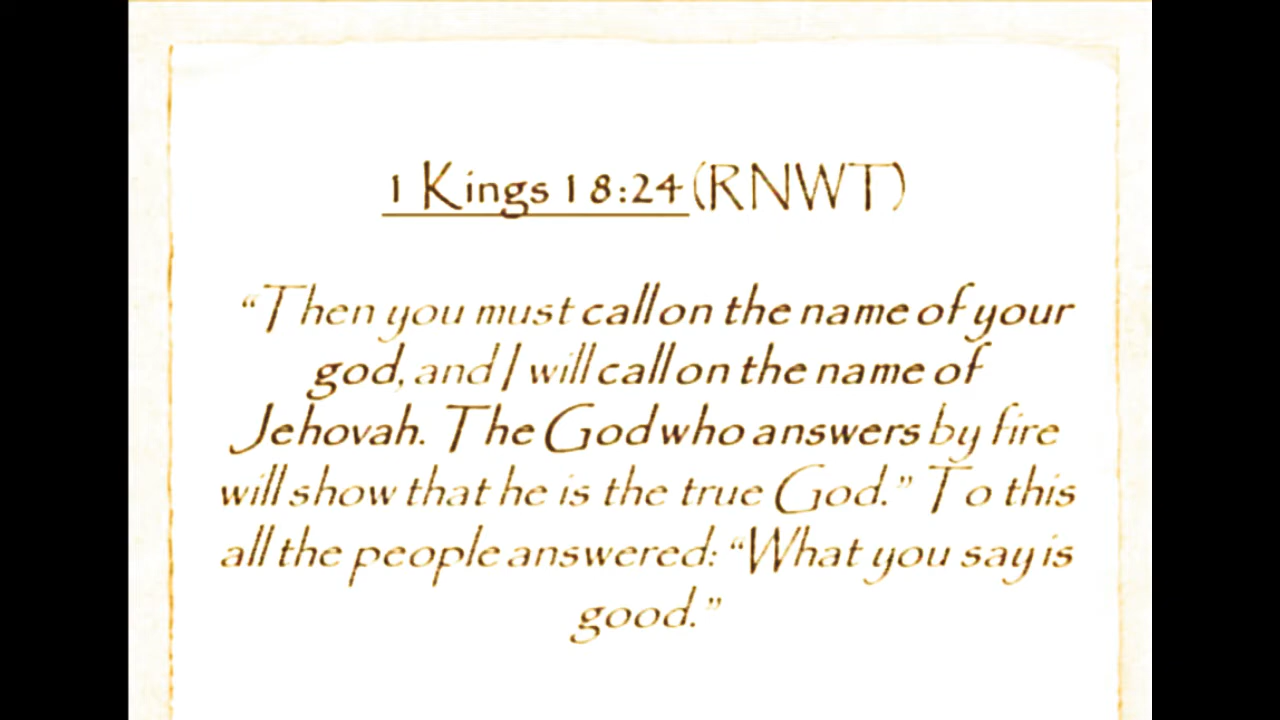 1 Kings 18:24 (RNWT)
“Then you must call on the name of your
god, and I will call on the name of
Jehovah. The God who answers by fire
will show that he is the true God.” To this
all the people answered: “What you say is
good.”